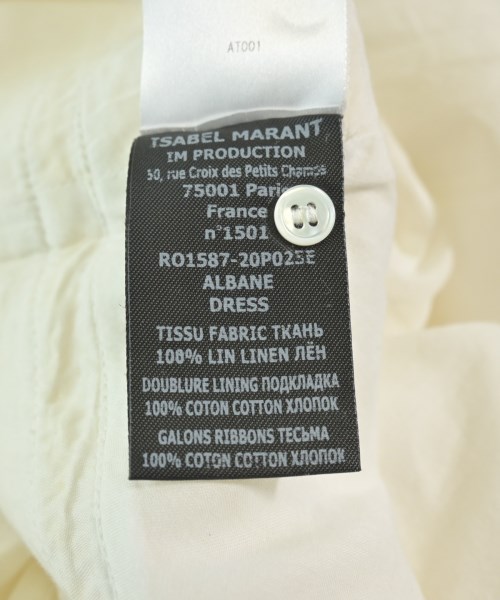 AT001
ISABEL MARANT
IM PRODUCTION
50, rue Croix des Petits Champs
75001 Paris
France
n°1501
RO1587-20P025E
ALBANE
DRESS
TISSU FABRIC ТКАНЬ
100% LIN LINEN ЛЁН
DOUBLURE LINING ПОДКЛАДКА
100% COTON COTTON ХЛОПОК
GALONS RIBBONS ТЕСЬМА
100% COTON COTTON ХЛОПОК